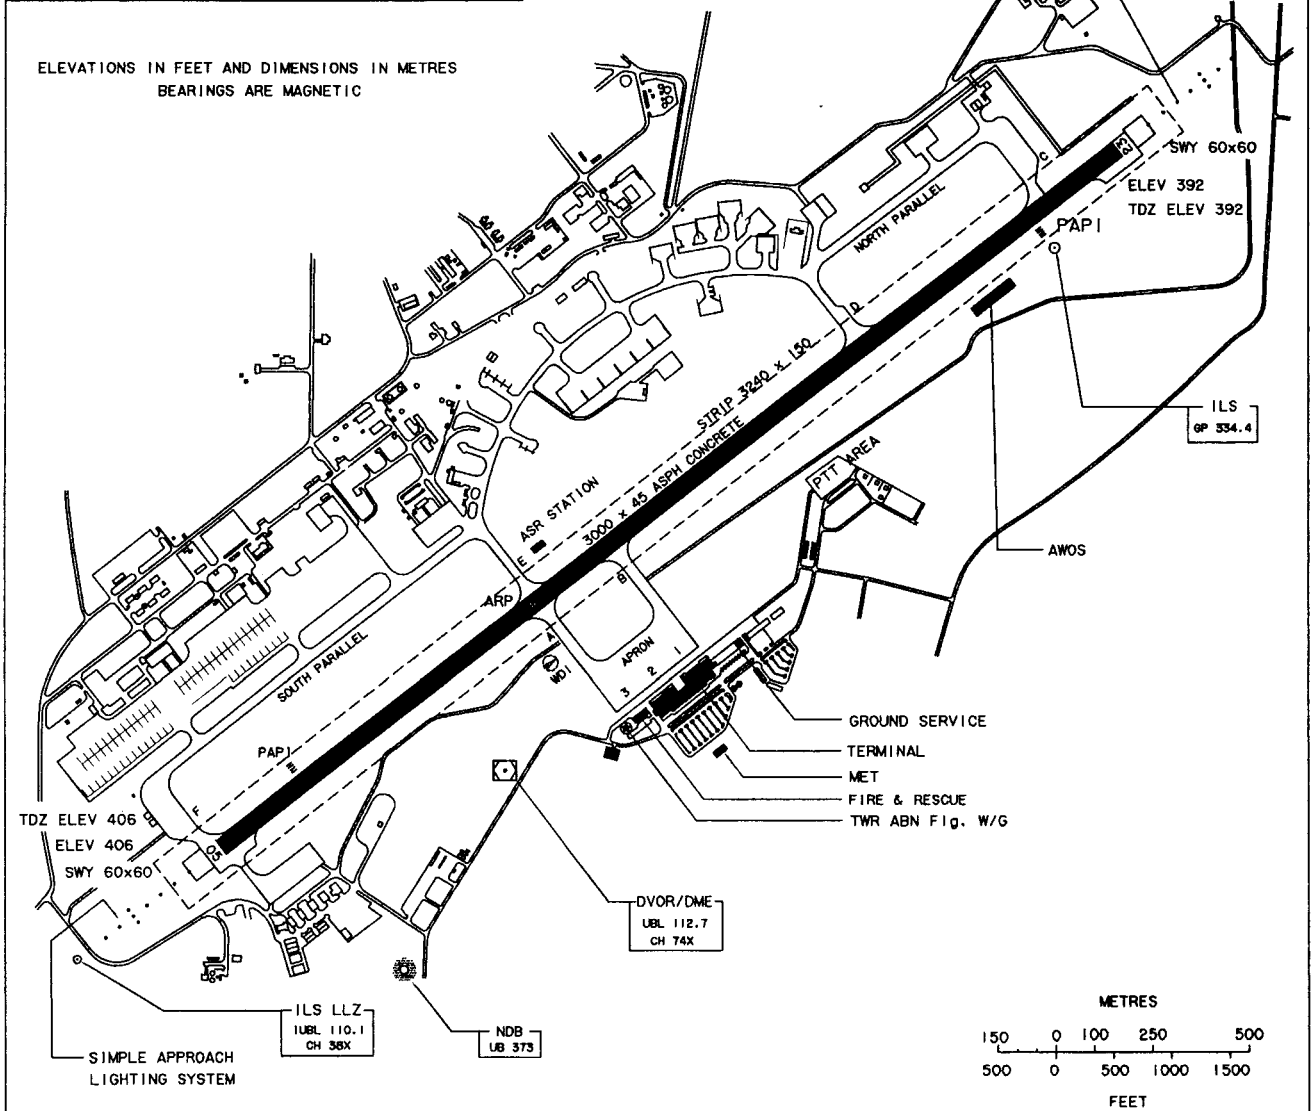 ELEVATIONS IN FEET AND DIMENSIONS IN METRES
BEARINGS ARE MAGNETIC
SWY 60x60
23
C
ELEV 392
TDZ ELEV 392
NORTH PARALLEL
PAPI
D
STRIP 3240 x 150
3000 x 45 ASPH CONCRETE
ILS
GP 334.4
PTT AREA
ASR STATION
AWOS
E
B
ARP
A
APRON
1
2
3
WDI
SOUTH PARALLEL
GROUND SERVICE
TERMINAL
MET
FIRE & RESCUE
TWR ABN Flg. W/G
PAPI
F
TDZ ELEV 406
ELEV 406
05
SWY 60x60
DVOR/DME
UBL 112.7
CH 74X
ILS LLZ
IUBL 110.1
CH 38X
NDB
UB 373
SIMPLE APPROACH
LIGHTING SYSTEM
METRES
150 0 100 250 500
500 0 500 1000 1500
FEET